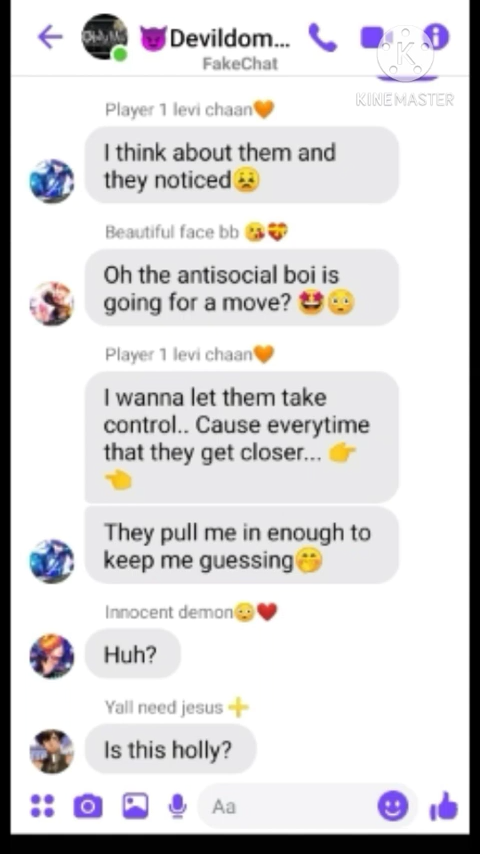 😈Devildom...
FakeChat
KINEMASTER
Player 1 levi chaan🧡
I think about them and
they noticed😣
Beautiful face bb 😘💝
Oh the antisocial boi is
going for a move? 🤩😳
Player 1 levi chaan🧡
I wanna let them take
control.. Cause everytime
that they get closer... 👉
👈
They pull me in enough to
keep me guessing🤭
Innocent demon😳❤️
Huh?
Yall need jesus ✝️
Is this holly?
Aa